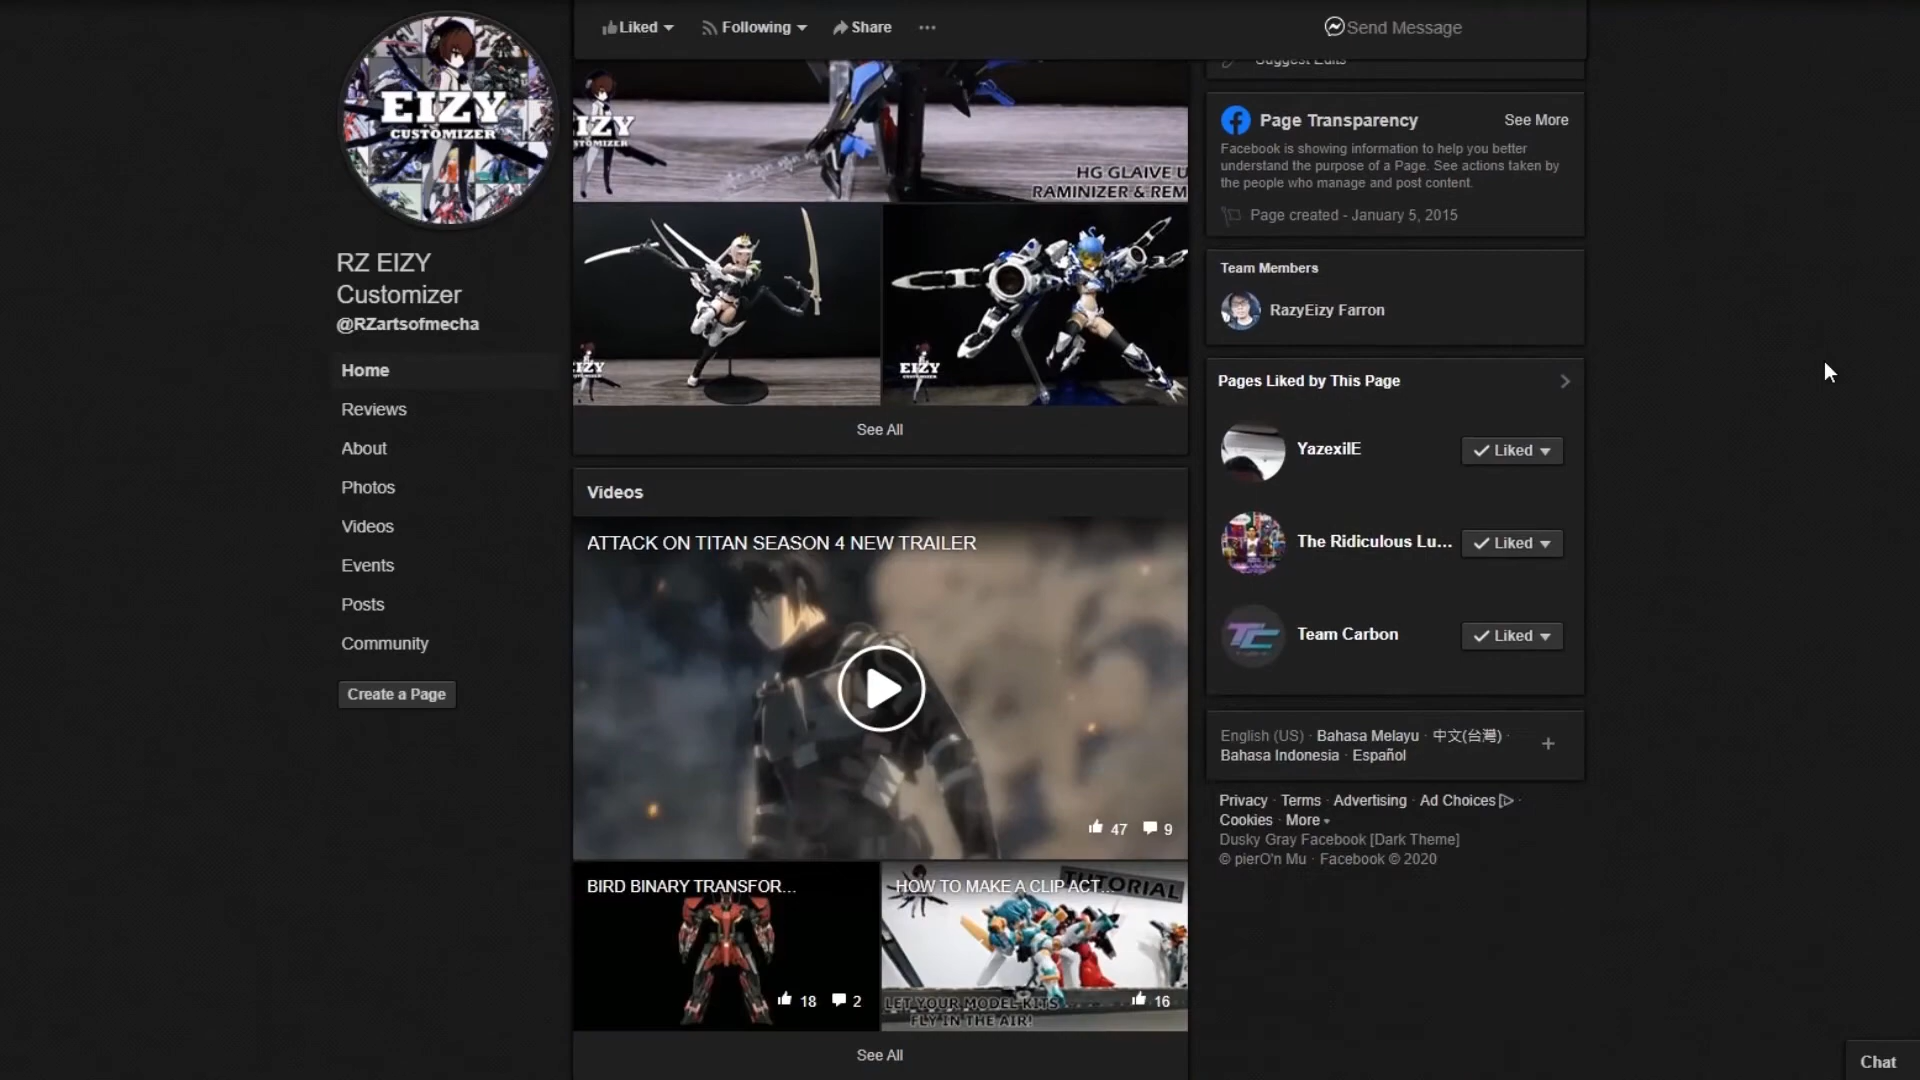 EIZY
CUSTOMIZER
RZ EIZY
Customizer
@RZartsofmecha
Home
Reviews
About
Photos
Videos
Events
Posts
Community
Create a Page
Liked
Following
Share
Send Message
IZY
TOMIZER
HG GLAIVE U
RAMINIZER & REM
IZY
EIZY
CUSTOMIZER
See All
Videos
ATTACK ON TITAN SEASON 4 NEW TRAILER
47
9
BIRD BINARY TRANSFOR...
18
2
HOW TO MAKE A CLIP ACT...
TUTORIAL
LET YOUR MODEL KITS
FLY IN THE AIR!
16
See All
Suggest Edits
Page Transparency
See More
Facebook is showing information to help you better
understand the purpose of a Page. See actions taken by
the people who manage and post content.
Page created - January 5, 2015
Team Members
RazyEizy Farron
Pages Liked by This Page
YazexilE
Liked
The Ridiculous Lu...
Liked
TC
Team Carbon
Liked
English (US) · Bahasa Melayu · 中文(台灣) ·
Bahasa Indonesia · Español
Privacy · Terms · Advertising · Ad Choices ·
Cookies · More
Dusky Gray Facebook [Dark Theme]
© pierO'n Mu · Facebook © 2020
Chat